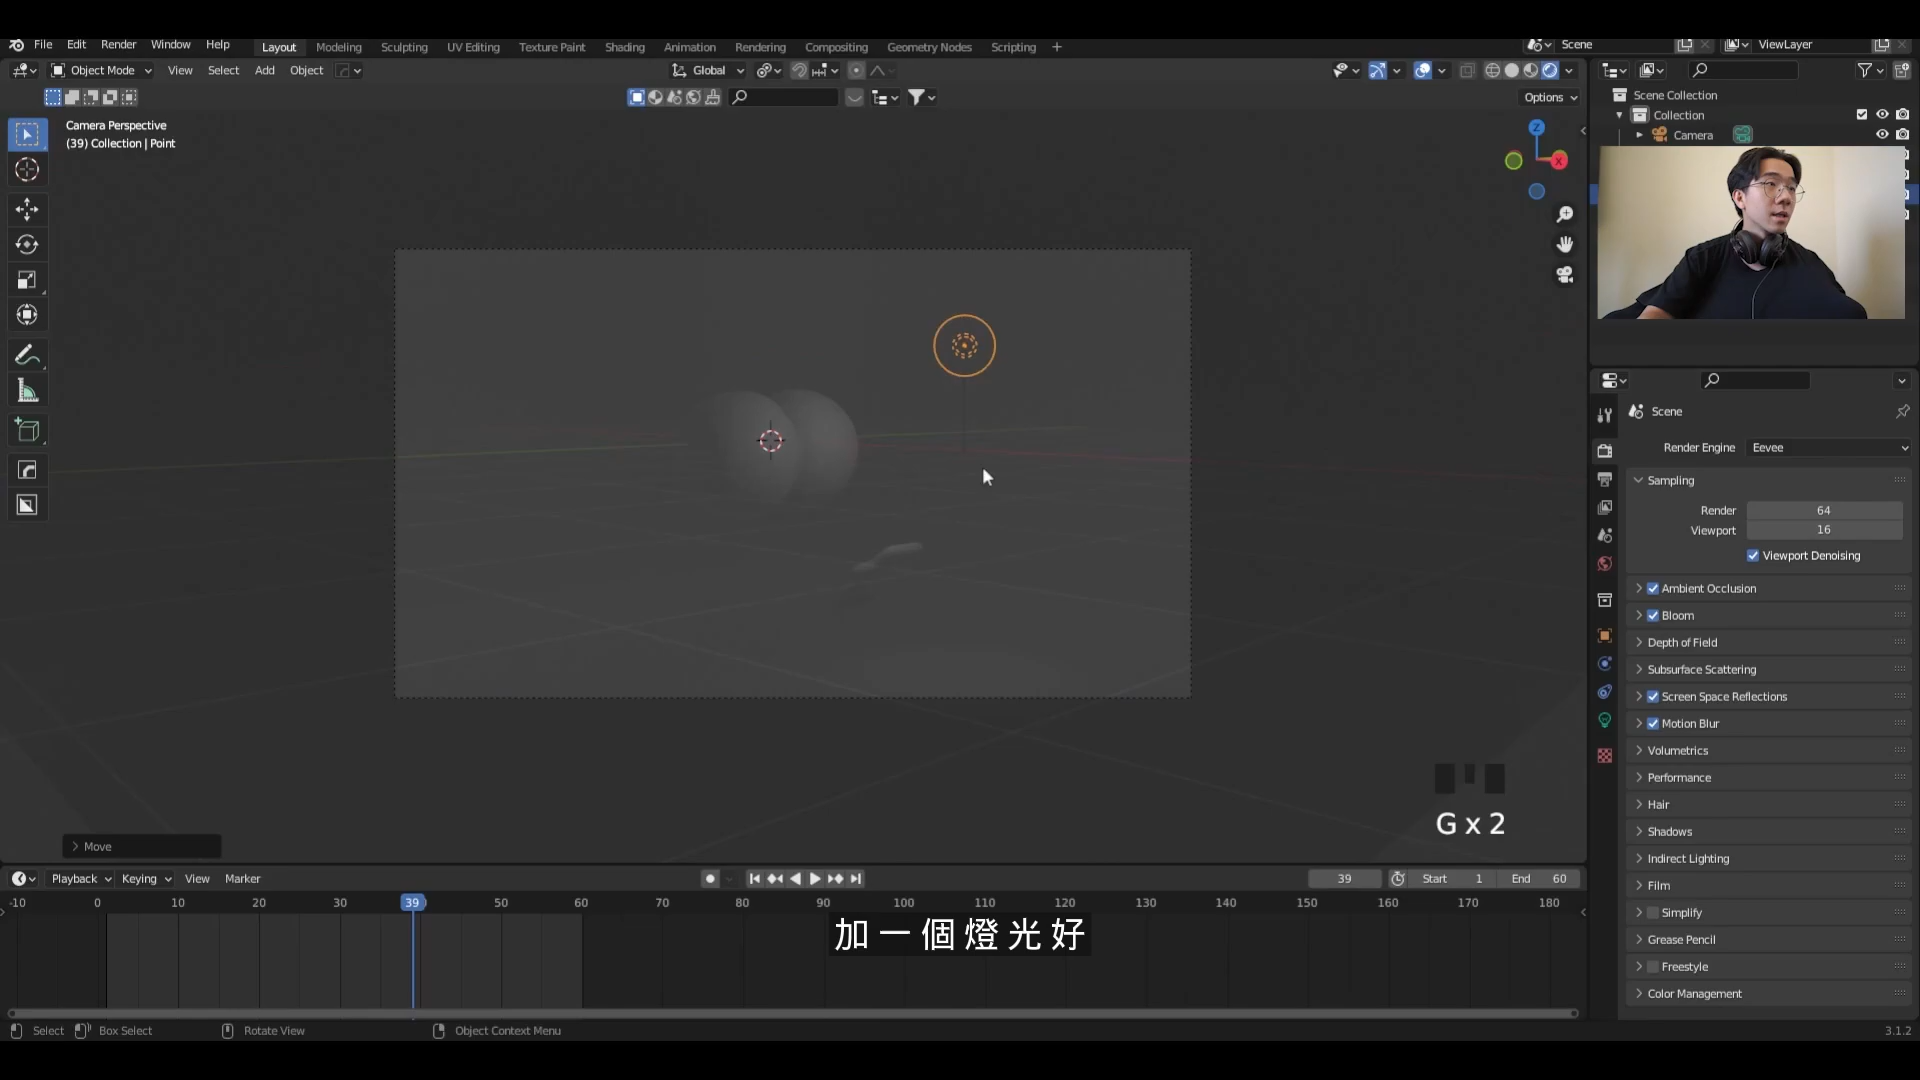 File Edit Render Window Help Layout Modeling Sculpting UV Editing Texture Paint Shading Animation Rendering Compositing Geometry Nodes Scripting + Scene ViewLayer
Object Mode View Select Add Object Global
Options
Camera Perspective
(39) Collection | Point
Z
X
Scene Collection
Collection
Camera
Scene
Render Engine Eevee
Sampling
Render 64
Viewport 16
Viewport Denoising
Ambient Occlusion
Bloom
Depth of Field
Subsurface Scattering
Screen Space Reflections
Motion Blur
Volumetrics
Performance
Hair
Shadows
Indirect Lighting
Film
Simplify
Grease Pencil
Freestyle
Color Management
G x 2
Move
Playback Keying View Marker 39 Start 1 End 60
-10 0 10 20 30 39 50 60 70 80 90 100 110 120 130 140 150 160 170 180
加一個燈光好
Select Box Select Rotate View Object Context Menu 3.1.2